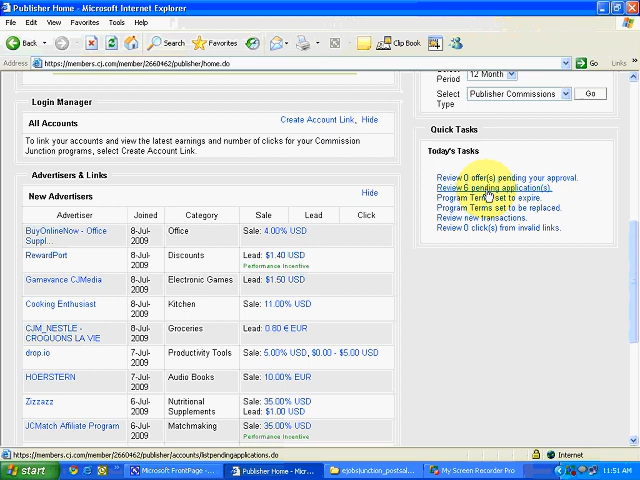 Publisher Home - Microsoft Internet Explorer
File Edit View Favorites Tools Help
Back Search Favorites Clip Book
Address https://members.cj.com/member/2660462/publisher/home.do Go Links
Login Manager
All Accounts
Create Account Link, Hide
To link your accounts and view the latest earnings and number of clicks for your Commission
Junction programs, select Create Account Link.
Advertisers & Links
New Advertisers Hide
Advertiser Joined Category Sale Lead Click
BuyOnlineNow - Office
Suppl... 8-Jul-
2009 Office Sale: 4.00% USD
RewardPort 8-Jul-
2009 Discounts Lead: $1.40 USD
Performance Incentive
Gamevance CJMedia 8-Jul-
2009 Electronic Games Lead: $1.50 USD
Cooking Enthusiast 8-Jul-
2009 Kitchen Sale: 11.00% USD
CJM_NESTLE -
CROQUONS LA VIE 8-Jul-
2009 Groceries Lead: 0.80 € EUR
drop.io 7-Jul-
2009 Productivity Tools Sale: 5.00% USD, $0.00 - $5.00 USD
HOERSTERN 7-Jul-
2009 Audio Books Sale: 10.00% EUR
Zizzazz 6-Jul-
2009 Nutritional
Supplements Sale: 35.00% USD
Lead: $1.00 USD
JCMatch Affiliate Program 6-Jul-
2009 Matchmaking Sale: 35.00% USD
Performance Incentive
Select
Period 12 Month
Select
Type Publisher Commissions Go
Quick Tasks
Today's Tasks
Review 0 offer(s) pending your approval.
Review 6 pending application(s).
Program Terms set to expire.
Program Terms set to be replaced.
Review new transactions.
Review 0 click(s) from invalid links.
https://members.cj.com/member/2660462/publisher/accounts/listpendingapplications.do Internet
start Microsoft FrontPage -... Publisher Home - Micr... ejobsjunction_postsal... My Screen Recorder Pro 11:51 AM